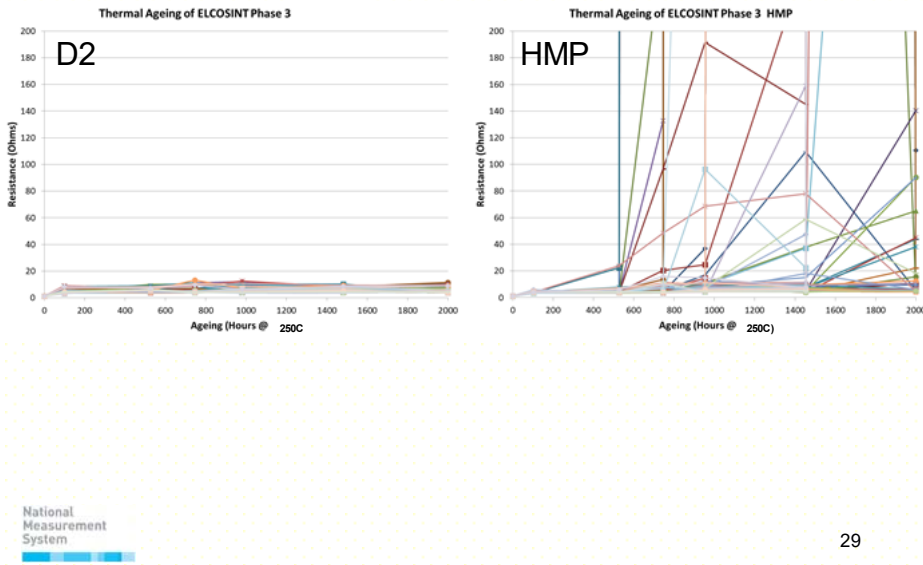 Thermal Ageing of ELCOSINT Phase 3
D2
200
180
160
140
120
100
80
60
40
20
0
Resistance (Ohms)
0 200 400 600 800 1000 1200 1400 1600 1800 2000
Ageing (Hours @ 250C
Thermal Ageing of ELCOSINT Phase 3 HMP
HMP
200
180
160
140
120
100
80
60
40
20
0
Resistance (Ohms)
0 200 400 600 800 1000 1200 1400 1600 1800 2000
Ageing (Hours @ 250C)
National
Measurement
System
29